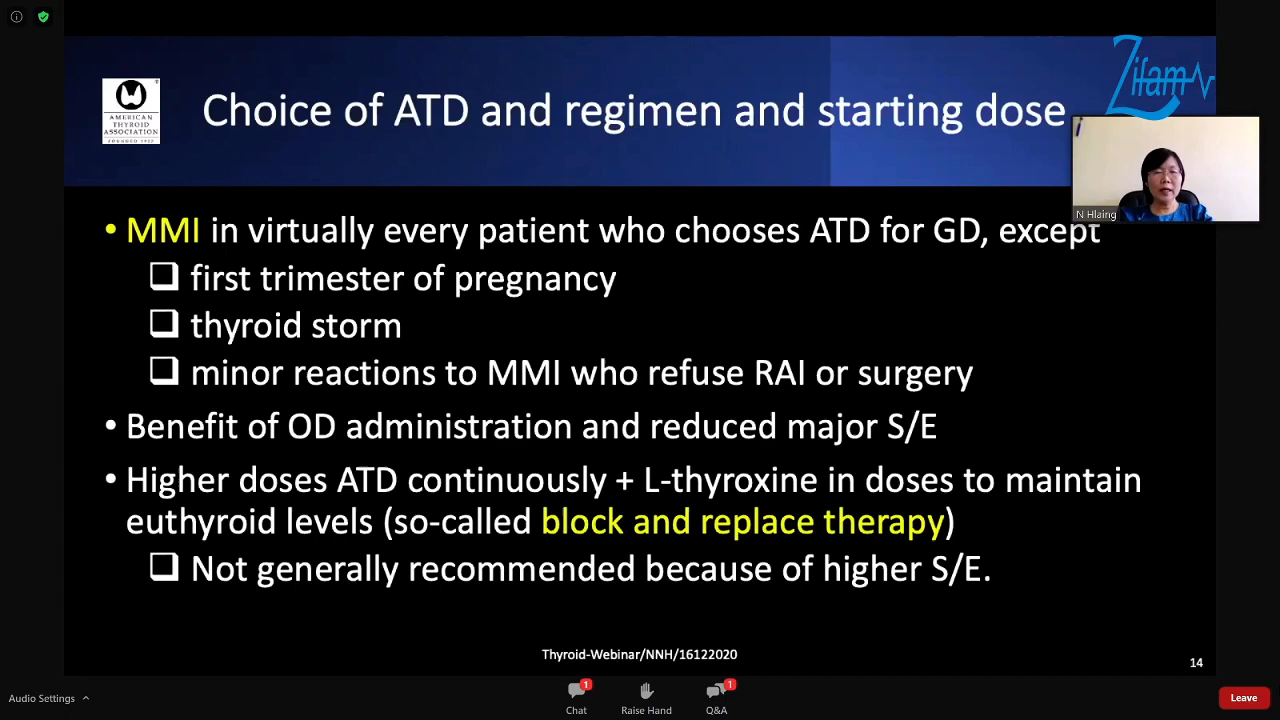 Zifam
AMERICAN
THYROID
ASSOCIATION
Choice of ATD and regimen and starting dose
N Hlaing
• MMI in virtually every patient who chooses ATD for GD, except
❑ first trimester of pregnancy
❑ thyroid storm
❑ minor reactions to MMI who refuse RAI or surgery
• Benefit of OD administration and reduced major S/E
• Higher doses ATD continuously + L-thyroxine in doses to maintain
euthyroid levels (so-called block and replace therapy)
❑ Not generally recommended because of higher S/E.
Thyroid-Webinar/NNH/16122020
14
Audio Settings
1
Chat
Raise Hand
1
Q&A
Leave